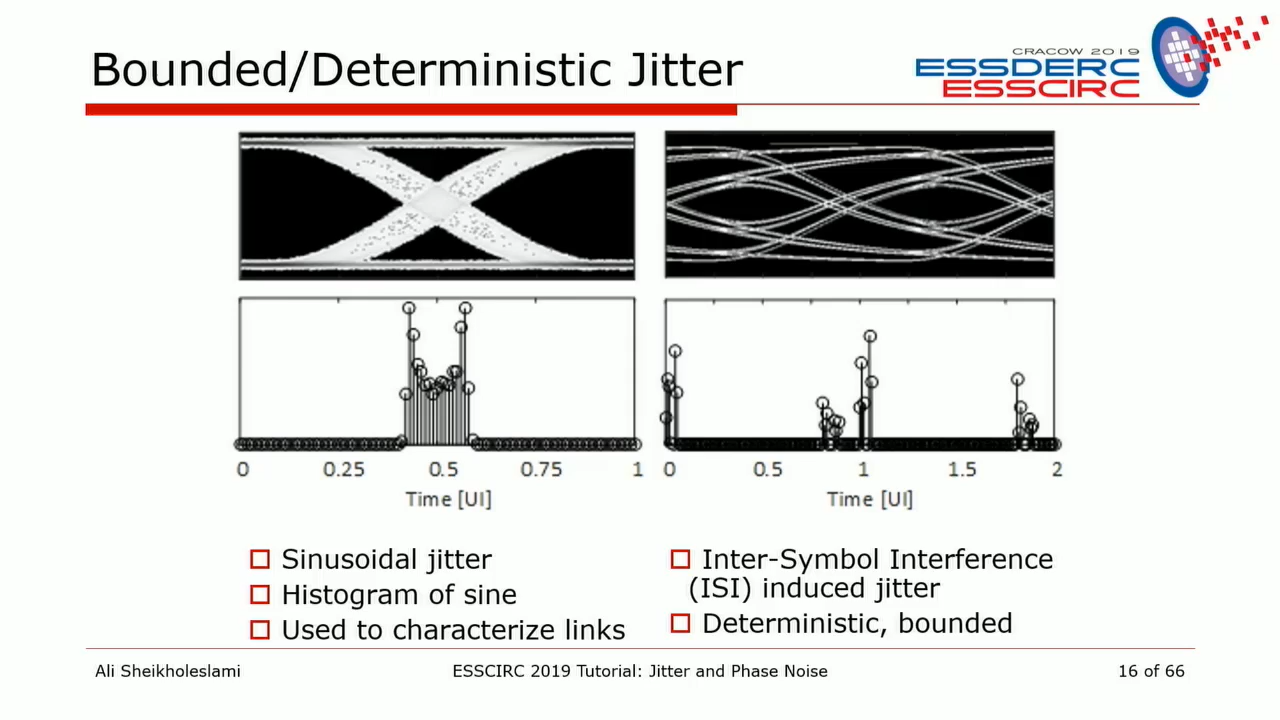 Bounded/Deterministic Jitter
CRACOW 2019
ESSDERC
ESSCIRC
0 0.25 0.5 0.75 1
Time [UI]
0 0.5 1 1.5 2
Time [UI]
Sinusoidal jitter
Histogram of sine
Used to characterize links
Inter-Symbol Interference
(ISI) induced jitter
Deterministic, bounded
Ali Sheikholeslami
ESSCIRC 2019 Tutorial: Jitter and Phase Noise
16 of 66